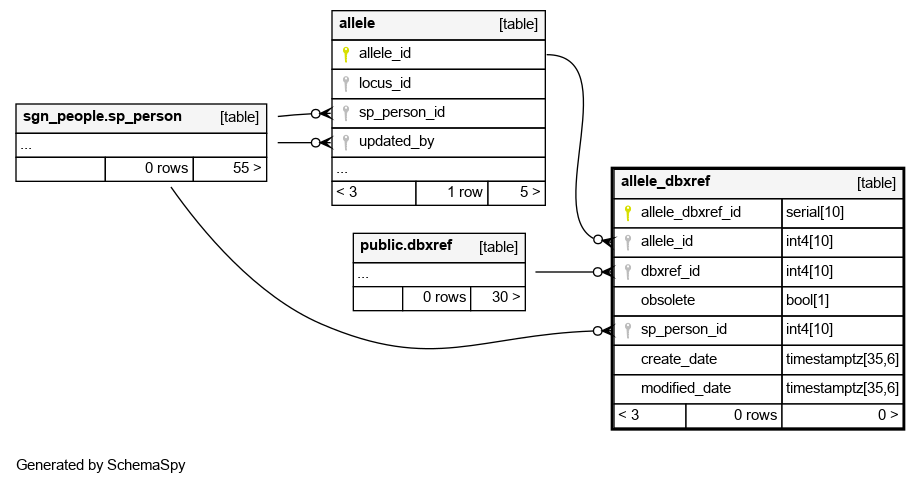 allele [table]
allele_id
locus_id
sp_person_id
updated_by
...
< 3 1 row 5 >
sgn_people.sp_person [table]
...
0 rows 55 >
public.dbxref [table]
...
0 rows 30 >
allele_dbxref [table]
allele_dbxref_id serial[10]
allele_id int4[10]
dbxref_id int4[10]
obsolete bool[1]
sp_person_id int4[10]
create_date timestamptz[35,6]
modified_date timestamptz[35,6]
< 3 0 rows 0 >
Generated by SchemaSpy